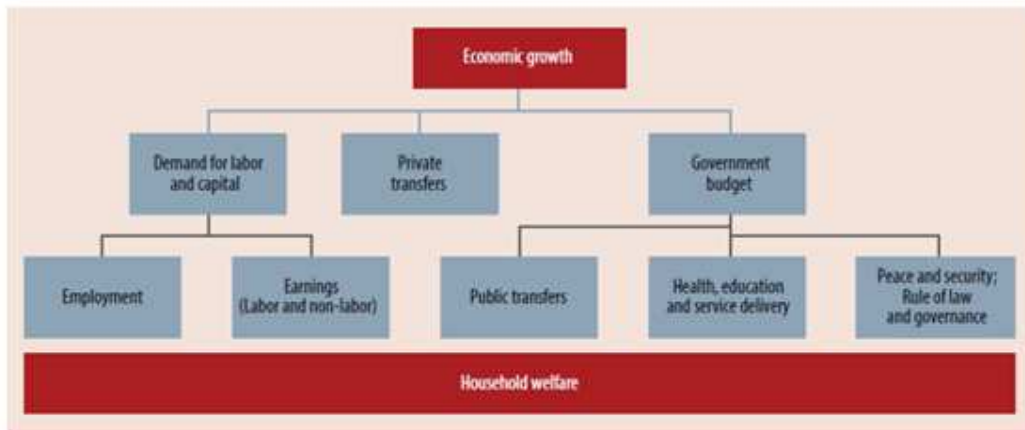 Economic growth
Demand for labor
and capital
Private
transfers
Government
budget
Employment
Earnings
(Labor and non-labor)
Public transfers
Health, education
and service delivery
Peace and security;
Rule of law
and governance
Household welfare